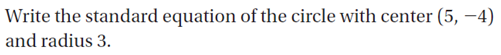 Write the standard equation of the circle with center (5, −4)
and radius 3.